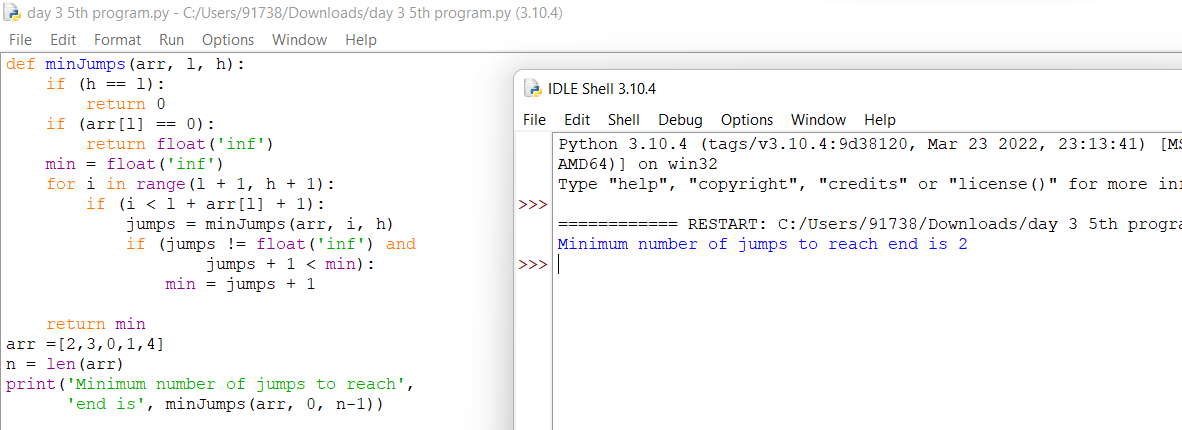 day 3 5th program.py - C:/Users/91738/Downloads/day 3 5th program.py (3.10.4)
File Edit Format Run Options Window Help
def minJumps(arr, l, h):
    if (h == l):
        return 0
    if (arr[l] == 0):
        return float('inf')
    min = float('inf')
    for i in range(l + 1, h + 1):
        if (i < l + arr[l] + 1):
            jumps = minJumps(arr, i, h)
            if (jumps != float('inf') and
                    jumps + 1 < min):
                min = jumps + 1
    return min
arr =[2,3,0,1,4]
n = len(arr)
print('Minimum number of jumps to reach',
      'end is', minJumps(arr, 0, n-1))
IDLE Shell 3.10.4
File Edit Shell Debug Options Window Help
Python 3.10.4 (tags/v3.10.4:9d38120, Mar 23 2022, 23:13:41) [MS
AMD64)] on win32
Type "help", "copyright", "credits" or "license()" for more inf
>>>
============ RESTART: C:/Users/91738/Downloads/day 3 5th progra
Minimum number of jumps to reach end is 2
>>>